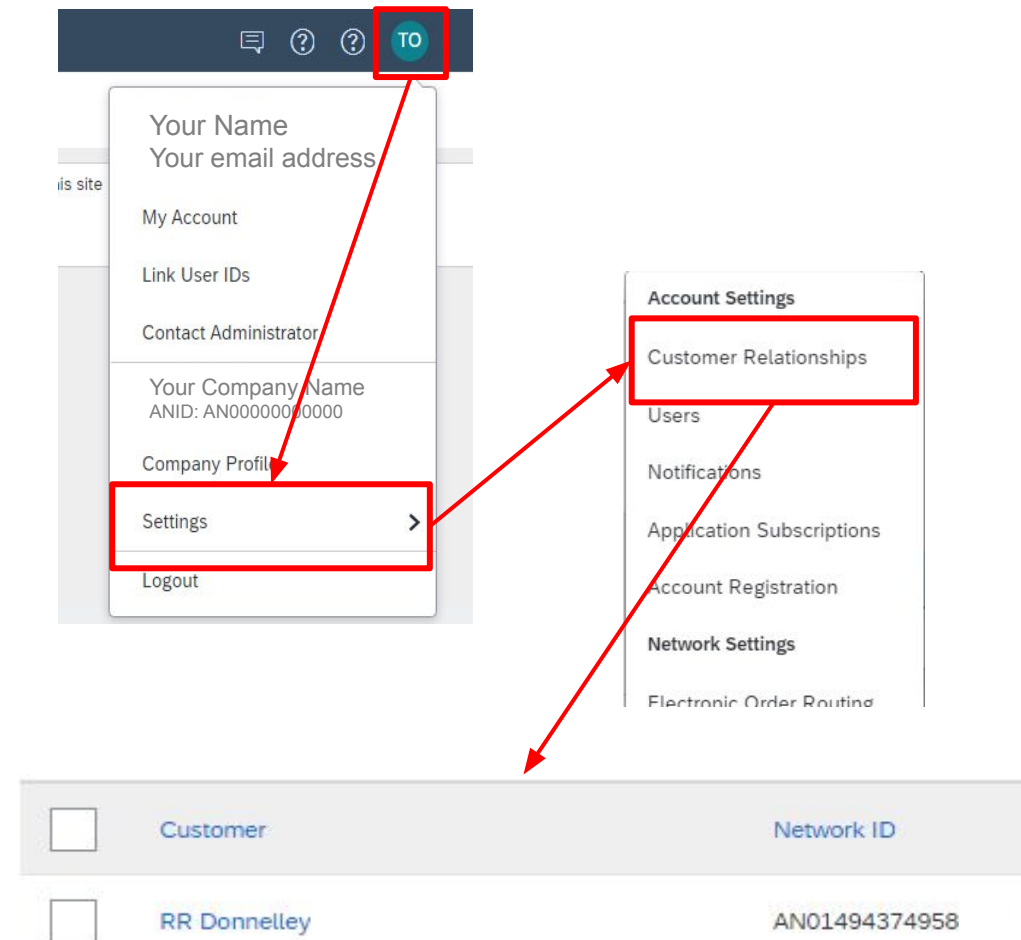 TO
Your Name
Your email address
is site
My Account
Link User IDs
Contact Administrator
Your Company Name
ANID: AN00000000000
Company Profile
Settings
Logout
Account Settings
Customer Relationships
Users
Notifications
Application Subscriptions
Account Registration
Network Settings
Electronic Order Routing
Customer Network ID
RR Donnelley AN01494374958